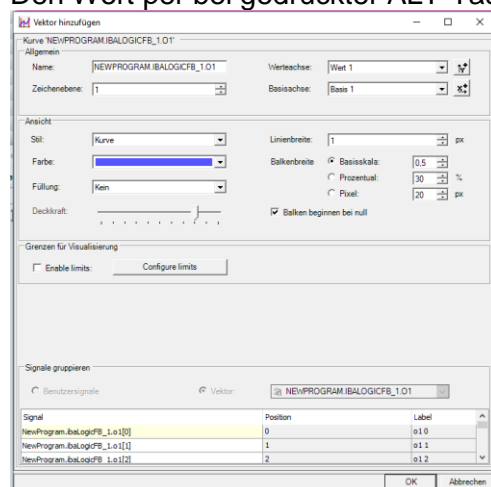 Den Wert per bei gedrückter ALT-Tas
Vektor hinzufügen
Kurve 'NEWPROGRAM.IBALOGICFB_1.O1'
Allgemein
Name: NEWPROGRAM.IBALOGICFB_1.O1 Werteachse: Wert 1
Zeichenebene: 1 Basisachse: Basis 1
Ansicht
Stil: Kurve Linienbreite: 1 px
Farbe: Balkenbreite Basisskala: 0,5
Prozentual: 30 %
Füllung: Kein Pixel: 20 px
Deckkraft: Balken beginnen bei null
Grenzen für Visualisierung
Enable limits: Configure limits
Signale gruppieren
Benutzersignale Vektor: NEWPROGRAM.IBALOGICFB_1.O1
Signal Position Label
NewProgram.ibaLogicFB_1.o1[0] 0 o1 0
NewProgram.ibaLogicFB_1.o1[1] 1 o1 1
NewProgram.ibaLogicFB_1.o1[2] 2 o1 2
OK Abbrechen